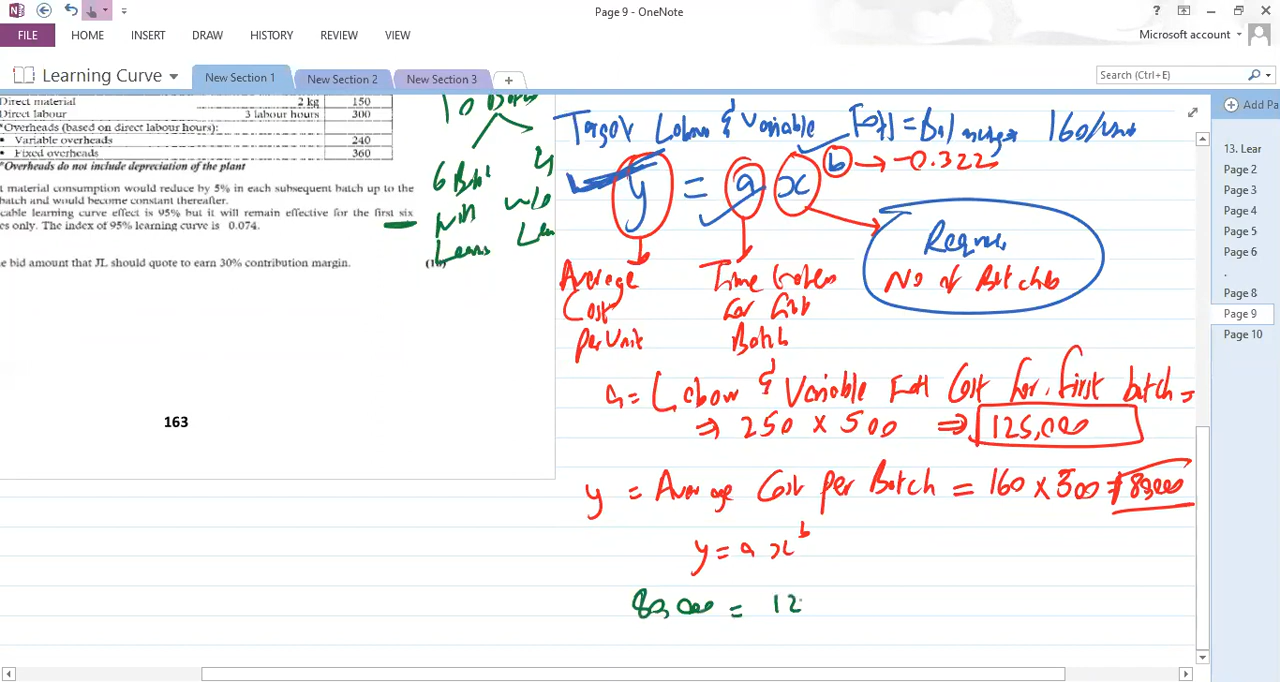 Page 9 - OneNote
FILE HOME INSERT DRAW HISTORY REVIEW VIEW
Microsoft account
Learning Curve New Section 1 New Section 2 New Section 3
Search (Ctrl+E)
Add Pa
13. Lear
Page 2
Page 3
Page 4
Page 5
Page 6
.
Page 8
Page 9
Page 10
Direct material 2 kg 150
Direct labour 3 labour hours 300
*Overheads (based on direct labour hours):
• Variable overheads 240
• Fixed overheads 360
*Overheads do not include depreciation of the plant
t material consumption would reduce by 5% in each subsequent batch up to the
batch and would become constant thereafter.
cable learning curve effect is 95% but it will remain effective for the first six
es only. The index of 95% learning curve is 0.074.
e bid amount that JL should quote to earn 30% contribution margin.
163
10
6
Target Labour & Variable 160/unit
y = a x b → -0.322
Average
Cost
per Unit
Time
For First
Batch
No of Batches
a = Labour & Variable Cost for first batch =
⇒ 250 x 500 ⇒ 125,000
y = Average Cost per Batch = 160 x 500 = 80,000
y = a x b
80,000 = 12